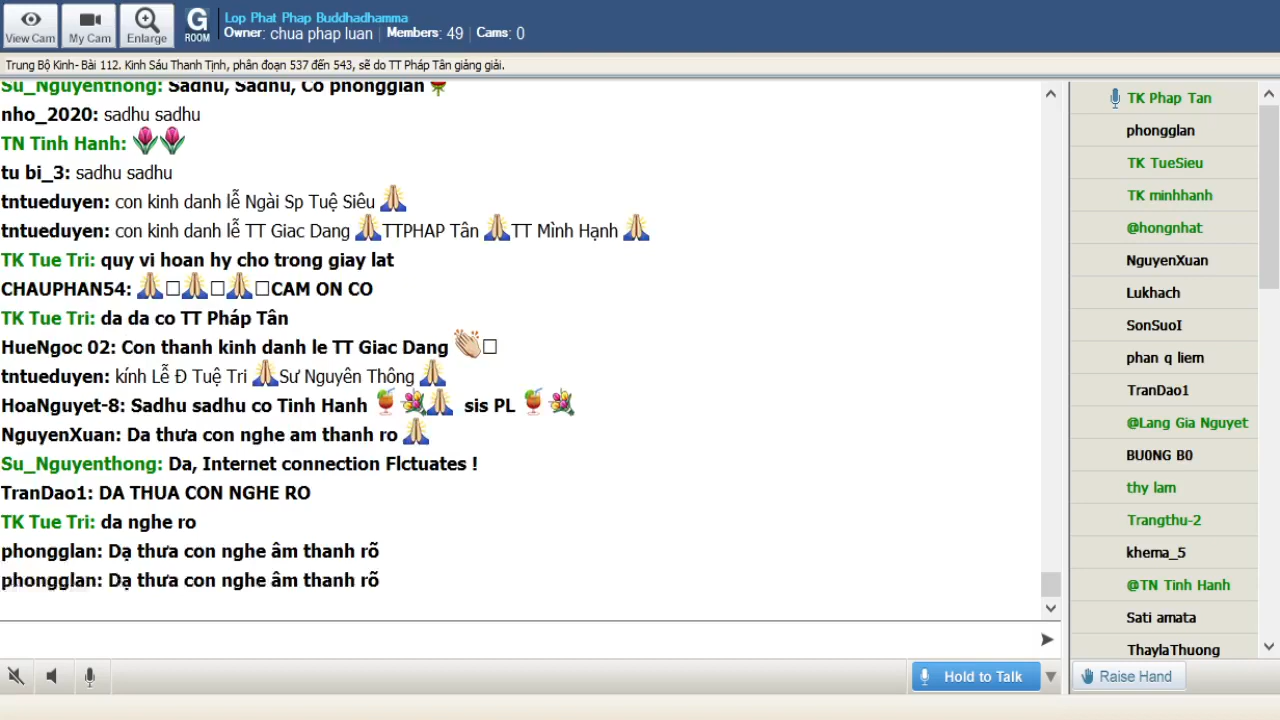 View Cam
My Cam
Enlarge
G
ROOM
Lop Phat Phap Buddhadhamma
Owner: chua phap luan | Members: 49 | Cams: 0
Trung Bộ Kinh- Bài 112. Kinh Sáu Thanh Tịnh, phân đoạn 537 đến 543, sẽ do TT Pháp Tân giảng giải.
Su_Nguyenthong: Sadhu, Sadhu, Co phongglan
nho_2020: sadhu sadhu
TN Tinh Hanh:
tu bi_3: sadhu sadhu
tntueduyen: con kinh danh lễ Ngài Sp Tuệ Siêu
tntueduyen: con kinh danh lễ TT Giac Dang TTPHAP Tân TT Mình Hạnh
TK Tue Tri: quy vi hoan hy cho trong giay lat
CHAUPHAN54: CAM ON CO
TK Tue Tri: da da co TT Pháp Tân
HueNgoc 02: Con thanh kinh danh le TT Giac Dang
tntueduyen: kính Lễ Đ Tuệ Tri Sư Nguyên Thông
HoaNguyet-8: Sadhu sadhu co Tinh Hanh sis PL
NguyenXuan: Da thưa con nghe am thanh ro
Su_Nguyenthong: Da, Internet connection Flctuates !
TranDao1: DA THUA CON NGHE RO
TK Tue Tri: da nghe ro
phongglan: Dạ thưa con nghe âm thanh rõ
phongglan: Dạ thưa con nghe âm thanh rõ
Hold to Talk
TK Phap Tan
phongglan
TK TueSieu
TK minhhanh
@hongnhat
NguyenXuan
Lukhach
SonSuoI
phan q liem
TranDao1
@Lang Gia Nguyet
BU0NG B0
thy lam
Trangthu-2
khema_5
@TN Tinh Hanh
Sati amata
ThaylaThuong
Raise Hand